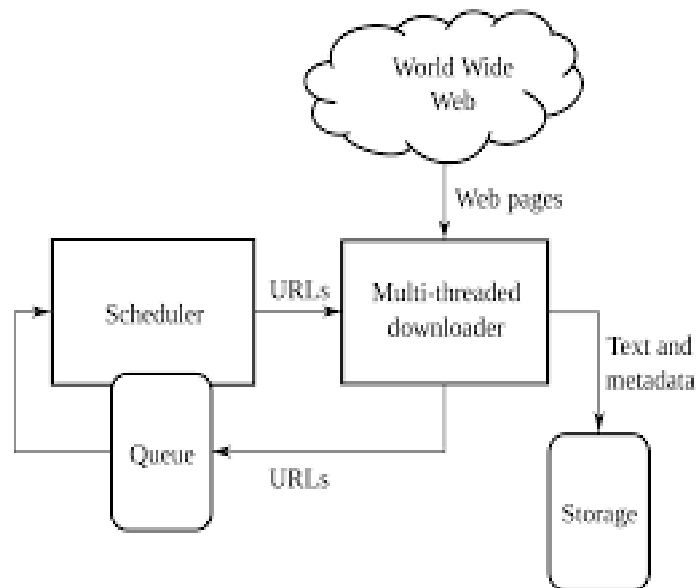 World Wide
Web
Web pages
Scheduler
URLs
Multi-threaded
downloader
Text and
metadata
Queue
URLs
Storage